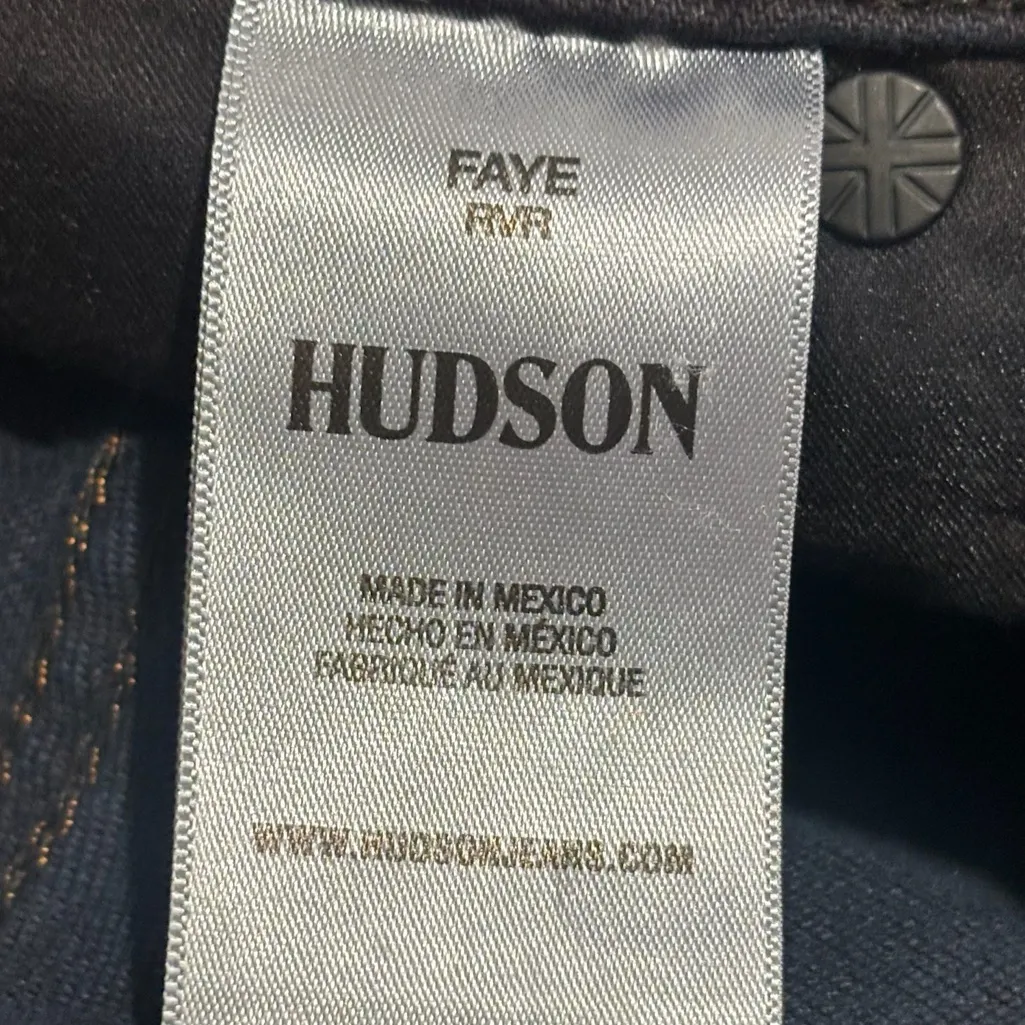 FAYE
RVR
HUDSON
MADE IN MEXICO
HECHO EN MÉXICO
FABRIQUÉ AU MEXIQUE
WWW.HUDSONJEANS.COM